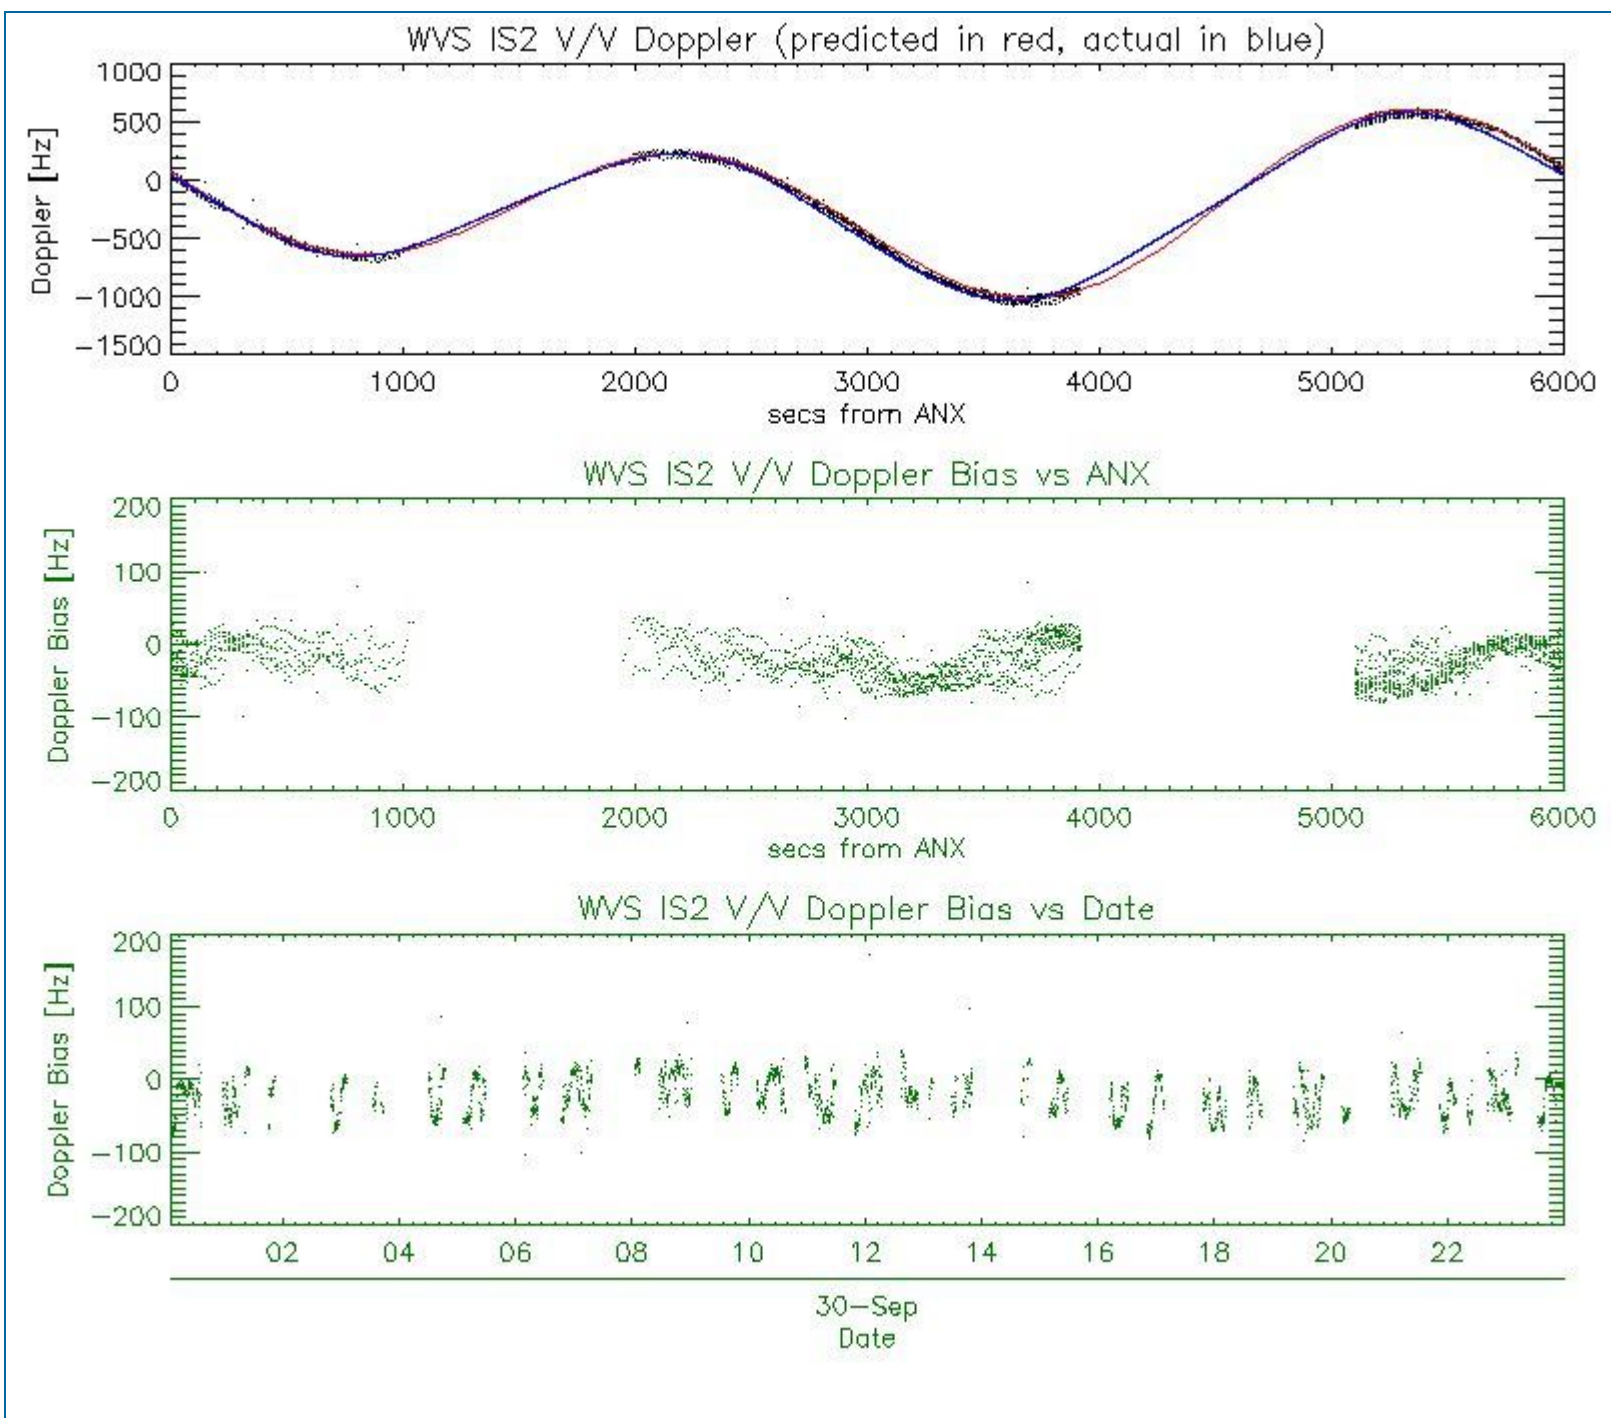 WVS IS2 V/V Doppler (predicted in red, actual in blue)
1000
500
0
−500
−1000
−1500
Doppler [Hz]
0 1000 2000 3000 4000 5000 6000
secs from ANX
WVS IS2 V/V Doppler Bias vs ANX
200
100
0
−100
−200
Doppler Bias [Hz]
0 1000 2000 3000 4000 5000 6000
secs from ANX
WVS IS2 V/V Doppler Bias vs Date
200
100
0
−100
−200
Doppler Bias [Hz]
02 04 06 08 10 12 14 16 18 20 22
30−Sep
Date